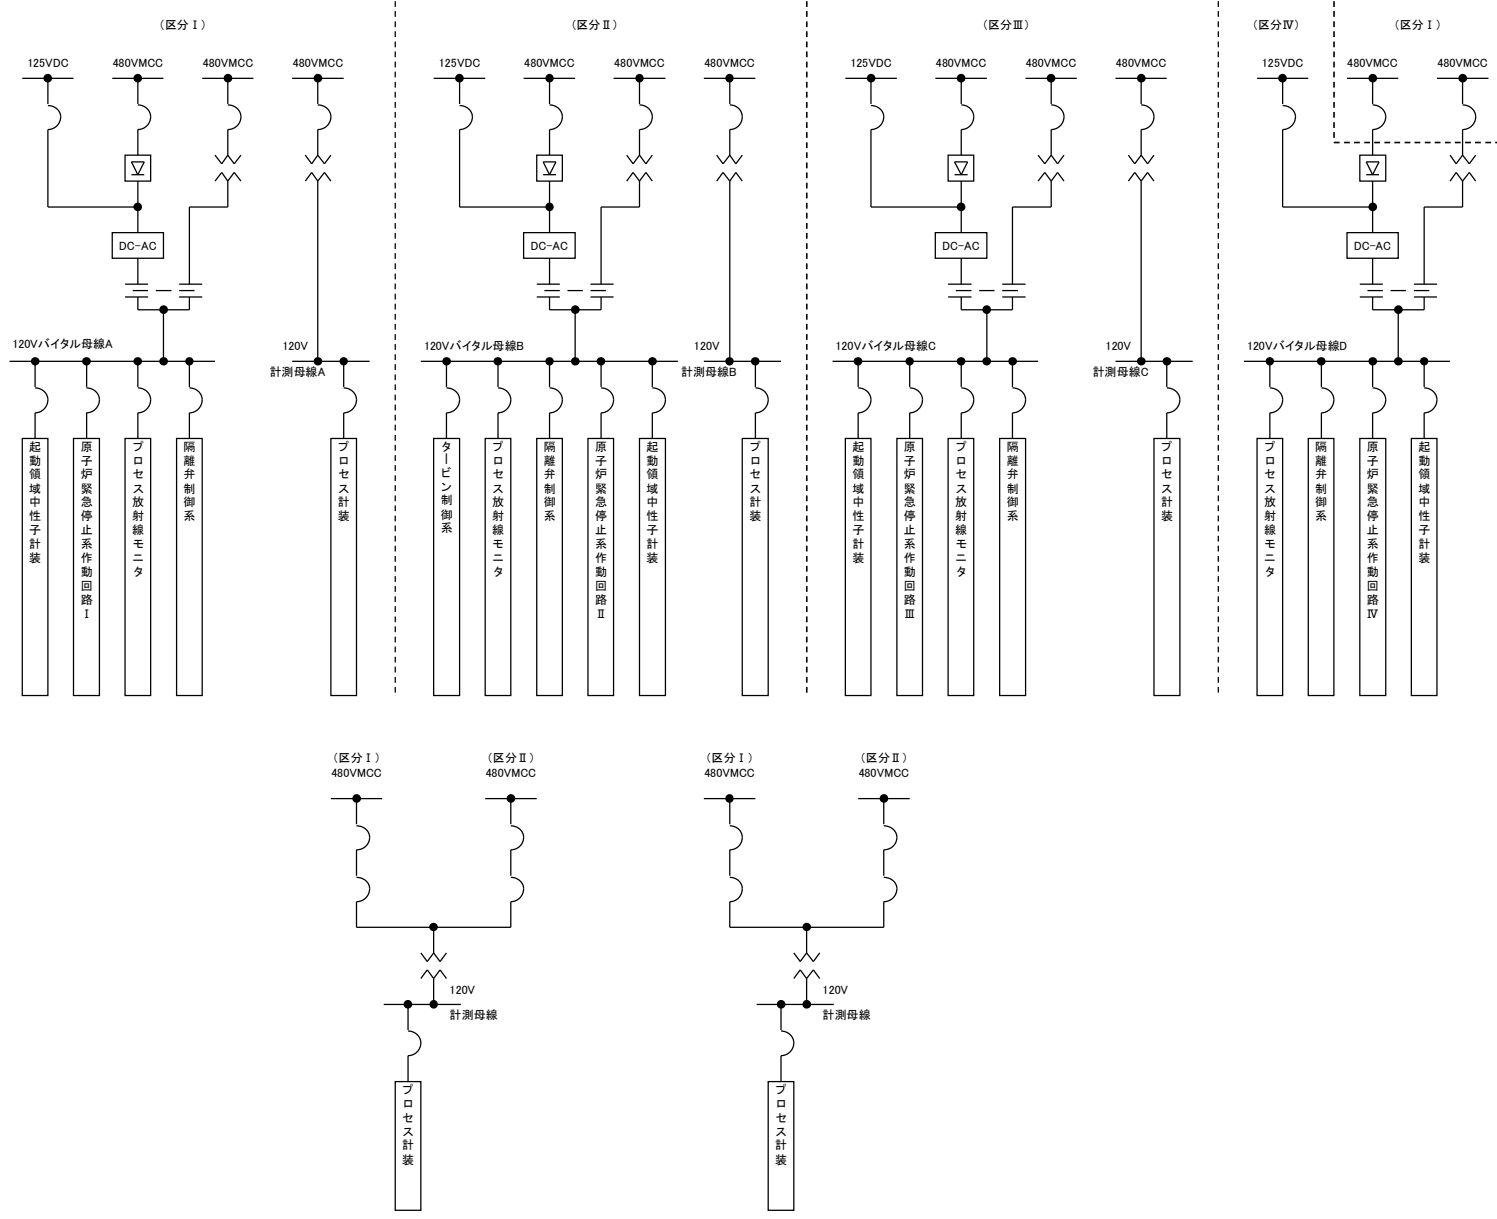 (区分Ⅰ)
(区分Ⅱ)
(区分Ⅲ)
(区分Ⅳ)
(区分Ⅰ)
125VDC
480VMCC
480VMCC
480VMCC
125VDC
480VMCC
480VMCC
480VMCC
125VDC
480VMCC
480VMCC
480VMCC
125VDC
480VMCC
480VMCC
DC-AC
DC-AC
DC-AC
DC-AC
120Vバイタル母線A
120V
計測母線A
120Vバイタル母線B
120V
計測母線B
120Vバイタル母線C
120V
計測母線C
120Vバイタル母線D
起動領域中性子計装
原子炉緊急停止系作動回路Ⅰ
プロセス放射線モニタ
隔離弁制御系
プロセス計装
タービン制御系
プロセス放射線モニタ
隔離弁制御系
原子炉緊急停止系作動回路Ⅱ
起動領域中性子計装
プロセス計装
起動領域中性子計装
原子炉緊急停止系作動回路Ⅲ
プロセス放射線モニタ
隔離弁制御系
プロセス計装
プロセス放射線モニタ
隔離弁制御系
原子炉緊急停止系作動回路Ⅳ
起動領域中性子計装
(区分Ⅰ)
480VMCC
(区分Ⅱ)
480VMCC
(区分Ⅰ)
480VMCC
(区分Ⅱ)
480VMCC
120V
計測母線
120V
計測母線
プロセス計装
プロセス計装